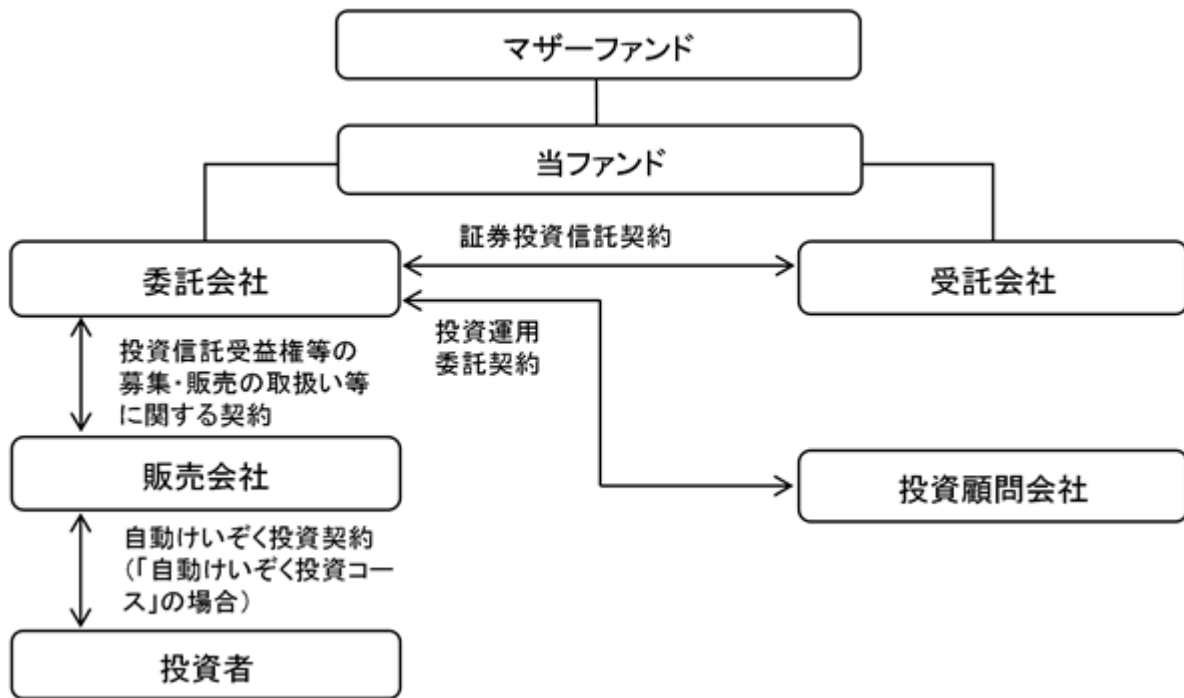 マザーファンド
当ファンド
証券投資信託契約
委託会社
受託会社
投資運用
委託契約
投資信託受益権等の
募集・販売の取扱い等
に関する契約
販売会社
投資顧問会社
自動けいぞく投資契約
(「自動けいぞく投資コー
ス」の場合)
投資者